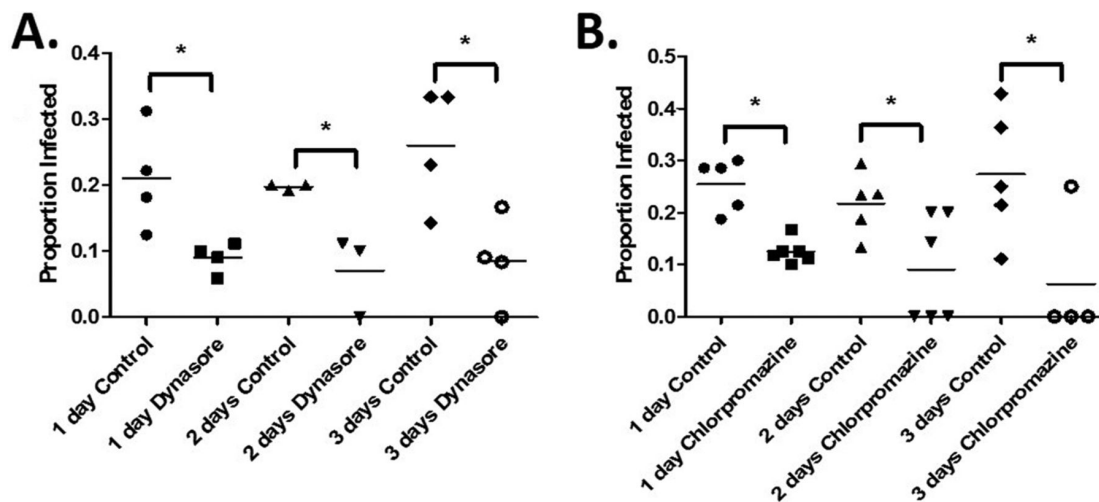 A.
Proportion Infected
0.4
0.3
0.2
0.1
0.0
*
*
*
1 day Control
1 day Dynasore
2 days Control
2 days Dynasore
3 days Control
3 days Dynasore
B.
Proportion Infected
0.5
0.4
0.3
0.2
0.1
0.0
*
*
*
1 day Control
1 day Chlorpromazine
2 days Control
2 days Chlorpromazine
3 days Control
3 days Chlorpromazine